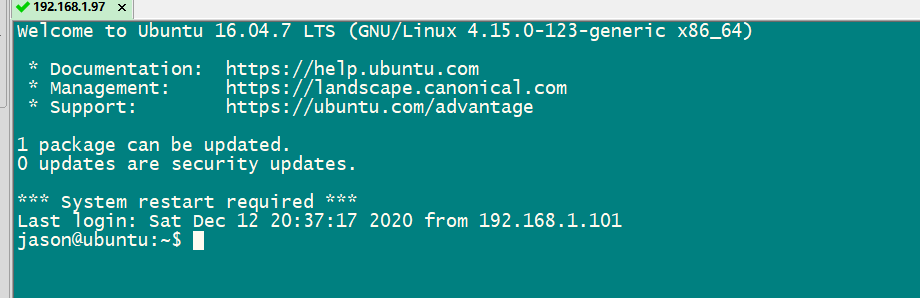 192.168.1.97
Welcome to Ubuntu 16.04.7 LTS (GNU/Linux 4.15.0-123-generic x86_64)
* Documentation: https://help.ubuntu.com
* Management: https://landscape.canonical.com
* Support: https://ubuntu.com/advantage
1 package can be updated.
0 updates are security updates.
*** System restart required ***
Last login: Sat Dec 12 20:37:17 2020 from 192.168.1.101
jason@ubuntu:~$